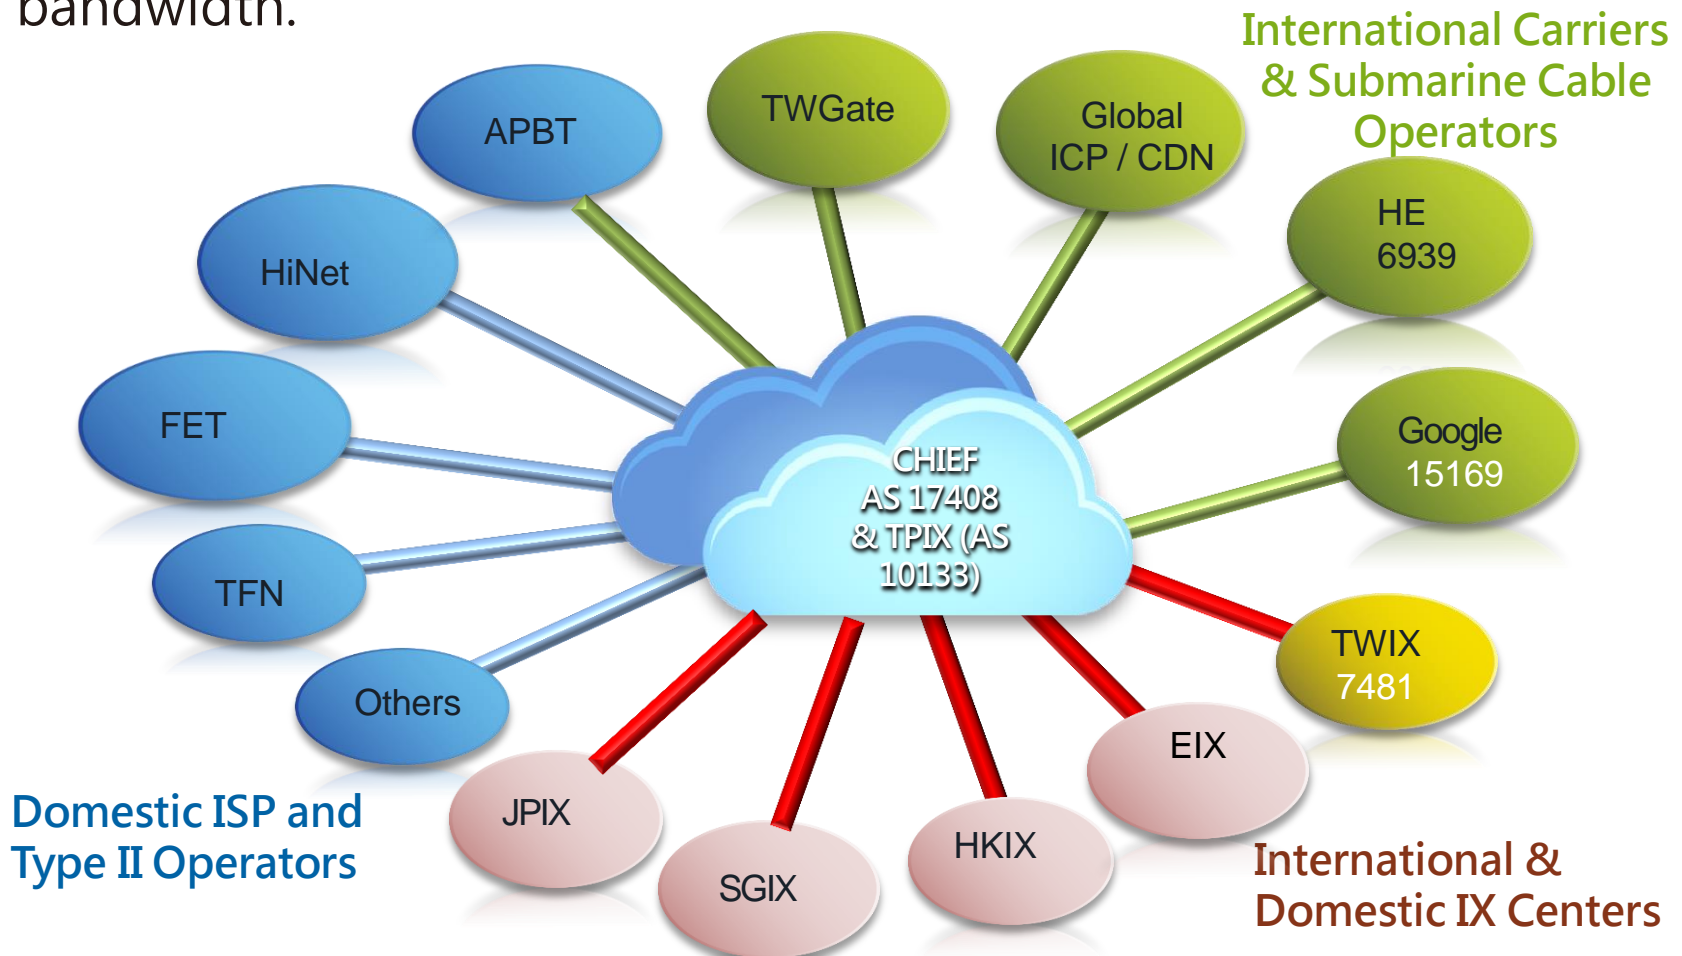 bandwidth.
International Carriers
& Submarine Cable
Operators
APBT
TWGate
Global
ICP / CDN
HE
6939
HiNet
FET
Google
15169
CHIEF
AS 17408
& TPIX (AS
10133)
TFN
TWIX
7481
Others
EIX
JPIX
HKIX
SGIX
Domestic ISP and
Type II Operators
International &
Domestic IX Centers